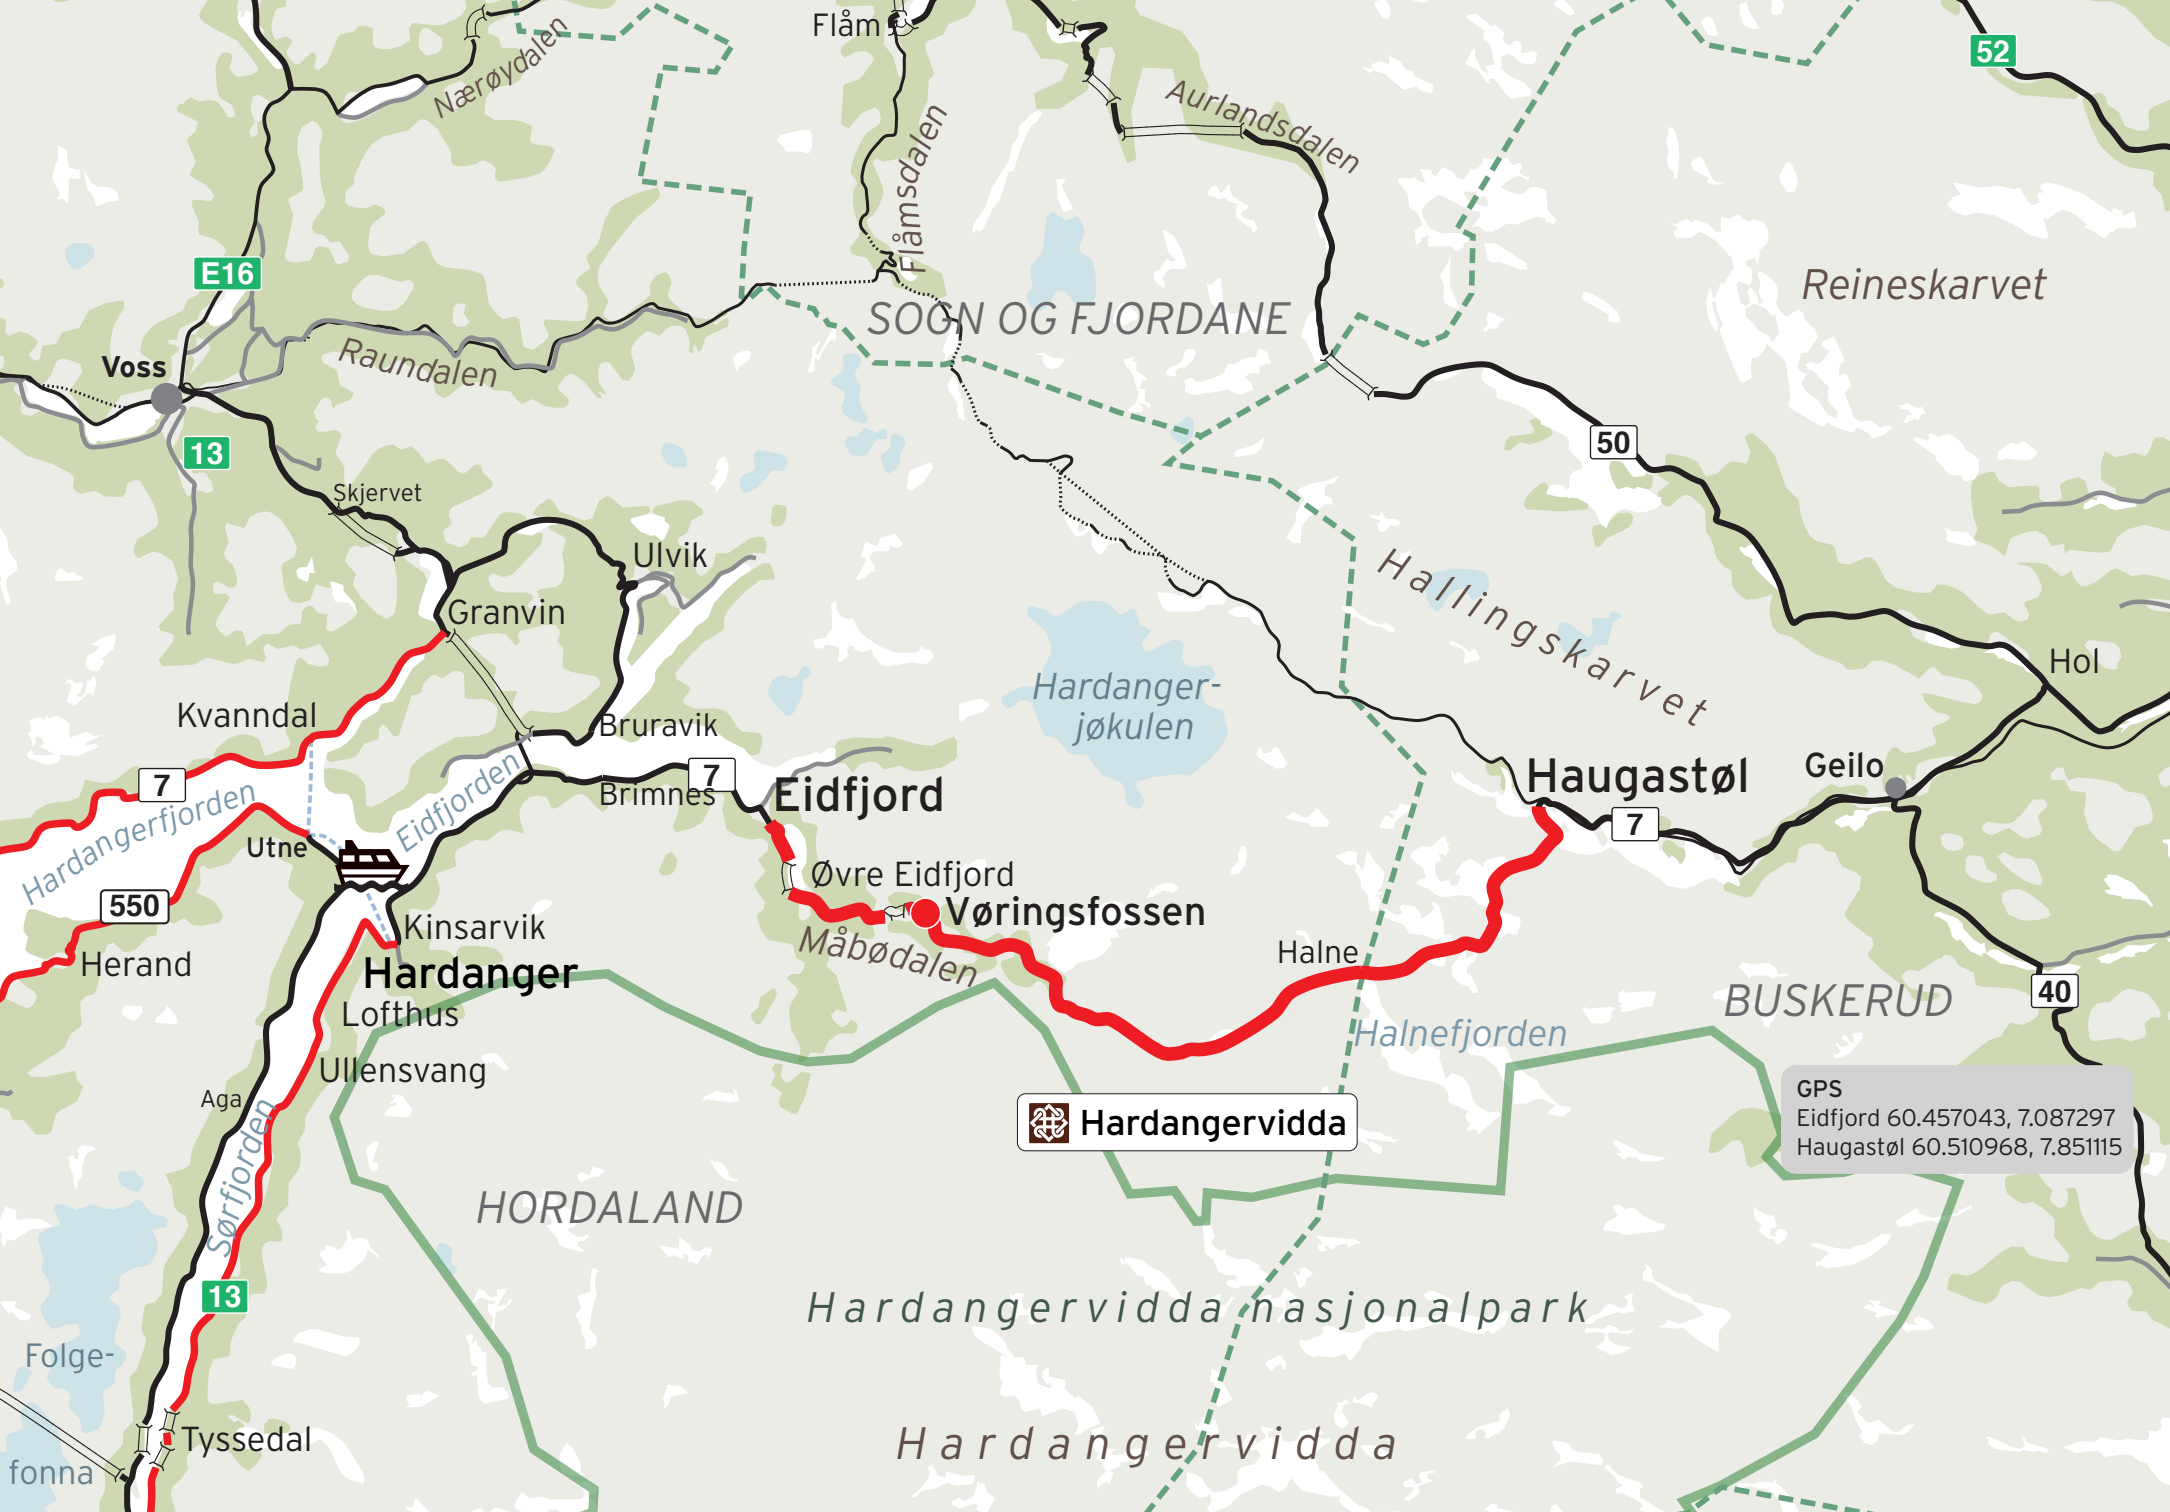 Flåm
52
Nærøydalen
Aurlandsdalen
Flåmsdalen
E16
Reineskarvet
SOGN OG FJORDANE
Voss
Raundalen
13
50
Skjervet
Ulvik
Hallingskarvet
Granvin
Hol
Hardanger-
jøkulen
Kvanndal
Bruravik
7
7
Brimnes
Eidfjord
Haugastøl
Geilo
7
Hardangerfjorden
Eidfjorden
Utne
Øvre Eidfjord
550
Vøringsfossen
Kinsarvik
Måbødalen
Halne
Herand
Hardanger
Lofthus
BUSKERUD
40
Halnefjorden
Ullensvang
Aga
Sørfjorden
Hardangervidda
GPS
Eidfjord 60.457043, 7.087297
Haugastøl 60.510968, 7.851115
HORDALAND
13
Hardangervidda nasjonalpark
Folge-
fonna
Tyssedal
Hardangervidda